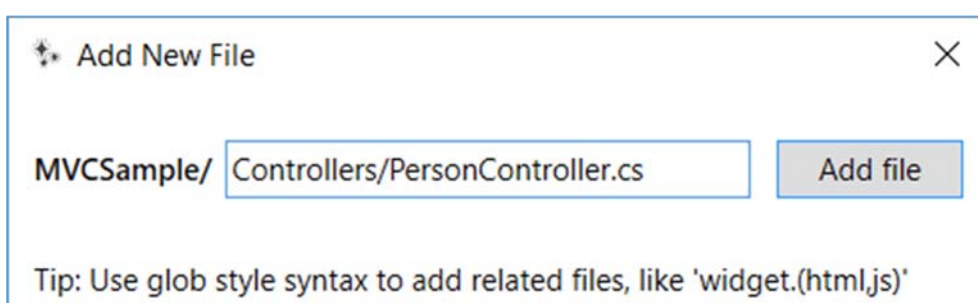 Add New File
MVCSample/ Controllers/PersonController.cs Add file
Tip: Use glob style syntax to add related files, like 'widget.(html,js)'